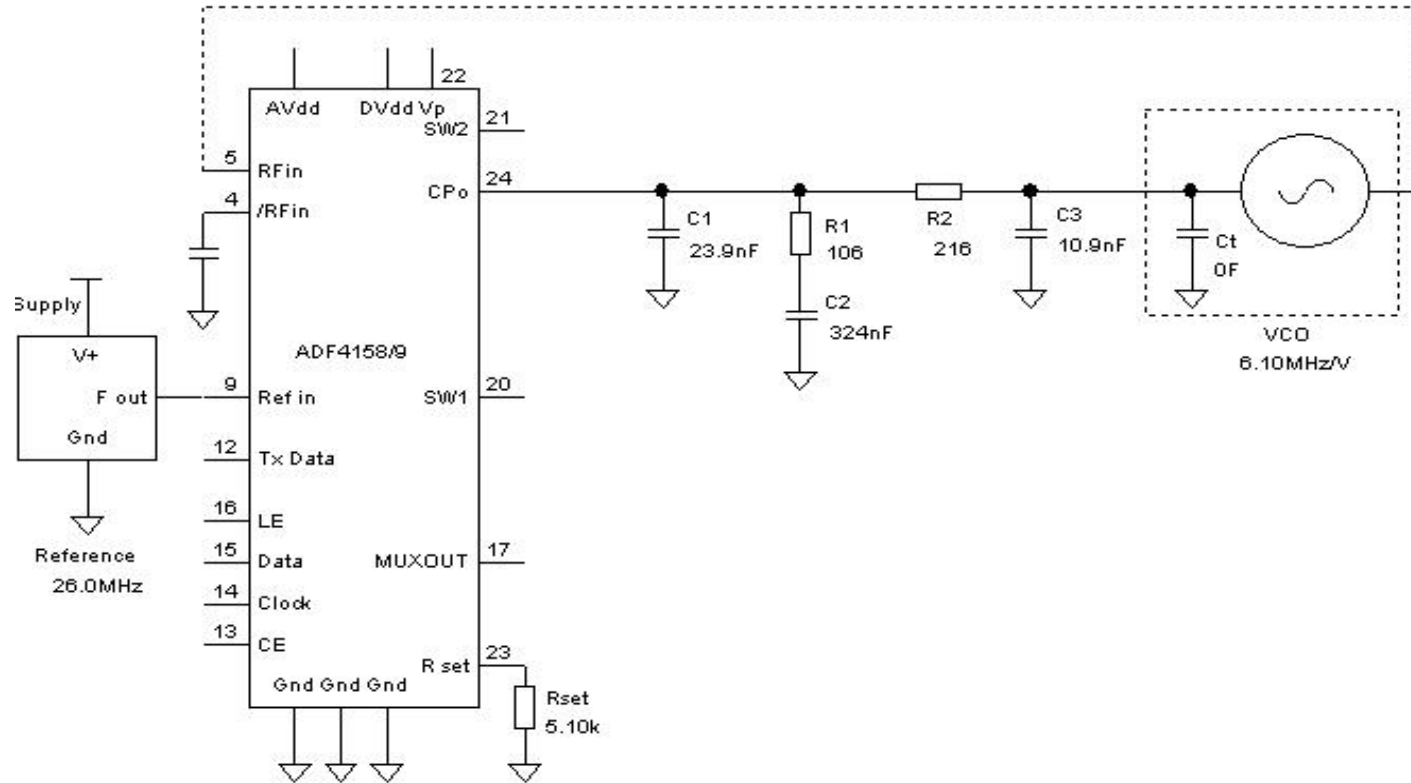 22
AVdd
DVdd Vp
21
SW2
5
RFin
24
CPo
4
/RFin
C1
23.9nF
R1
106
R2
216
C3
10.9nF
Ct
0F
C2
324nF
VCO
6.10MHz/V
Supply
V+
F out
Gnd
ADF4158/9
9
Ref in
20
SW1
12
Tx Data
16
LE
Reference
26.0MHz
15
Data
17
MUXOUT
14
Clock
13
CE
23
R set
Gnd Gnd Gnd
Rset
5.10k